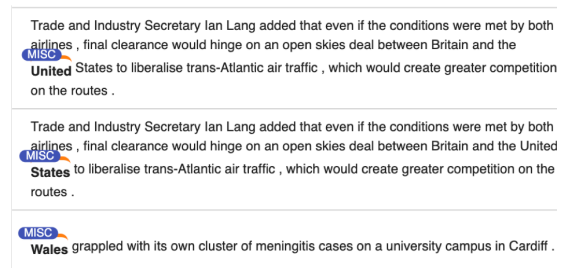 Trade and Industry Secretary Ian Lang added that even if the conditions were met by both
airlines , final clearance would hinge on an open skies deal between Britain and the
MISC
United States to liberalise trans-Atlantic air traffic , which would create greater competition
on the routes .
Trade and Industry Secretary Ian Lang added that even if the conditions were met by both
airlines , final clearance would hinge on an open skies deal between Britain and the United
MISC
States to liberalise trans-Atlantic air traffic , which would create greater competition on the
routes .
MISC
Wales grappled with its own cluster of meningitis cases on a university campus in Cardiff .